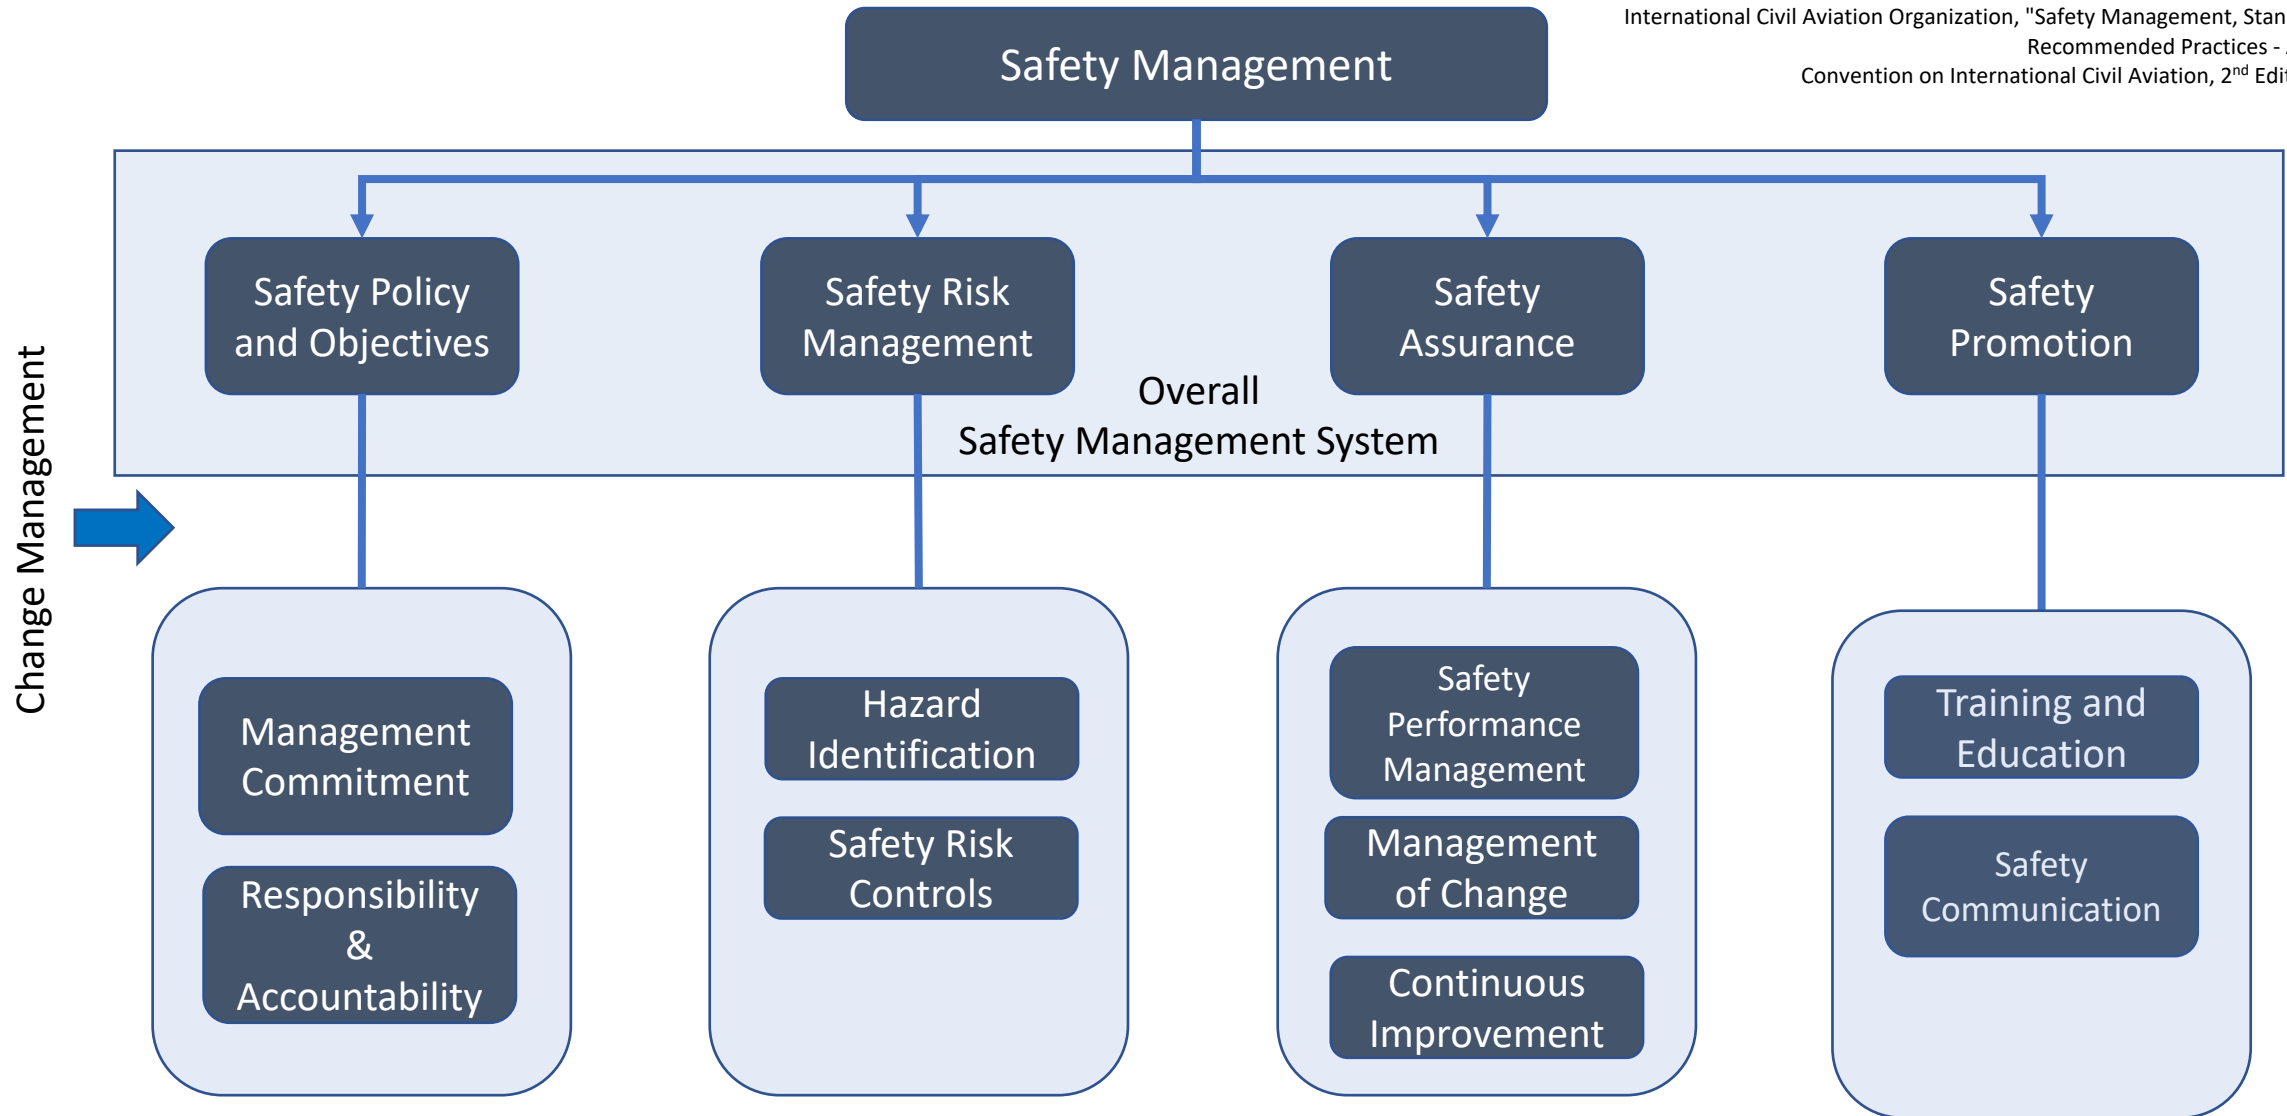 International Civil Aviation Organization, "Safety Management,
Recommended Practices -
Convention on International Civil Aviation, 2nd
Safety Management
Safety Policy
and Objectives
Safety Risk
Management
Safety
Assurance
Safety
Promotion
Overall
Safety Management System
Change Management
Management
Commitment
Responsibility
&
Accountability
Hazard
Identification
Safety Risk
Controls
Safety
Performance
Management
Management
of Change
Continuous
Improvement
Training and
Education
Safety
Communication